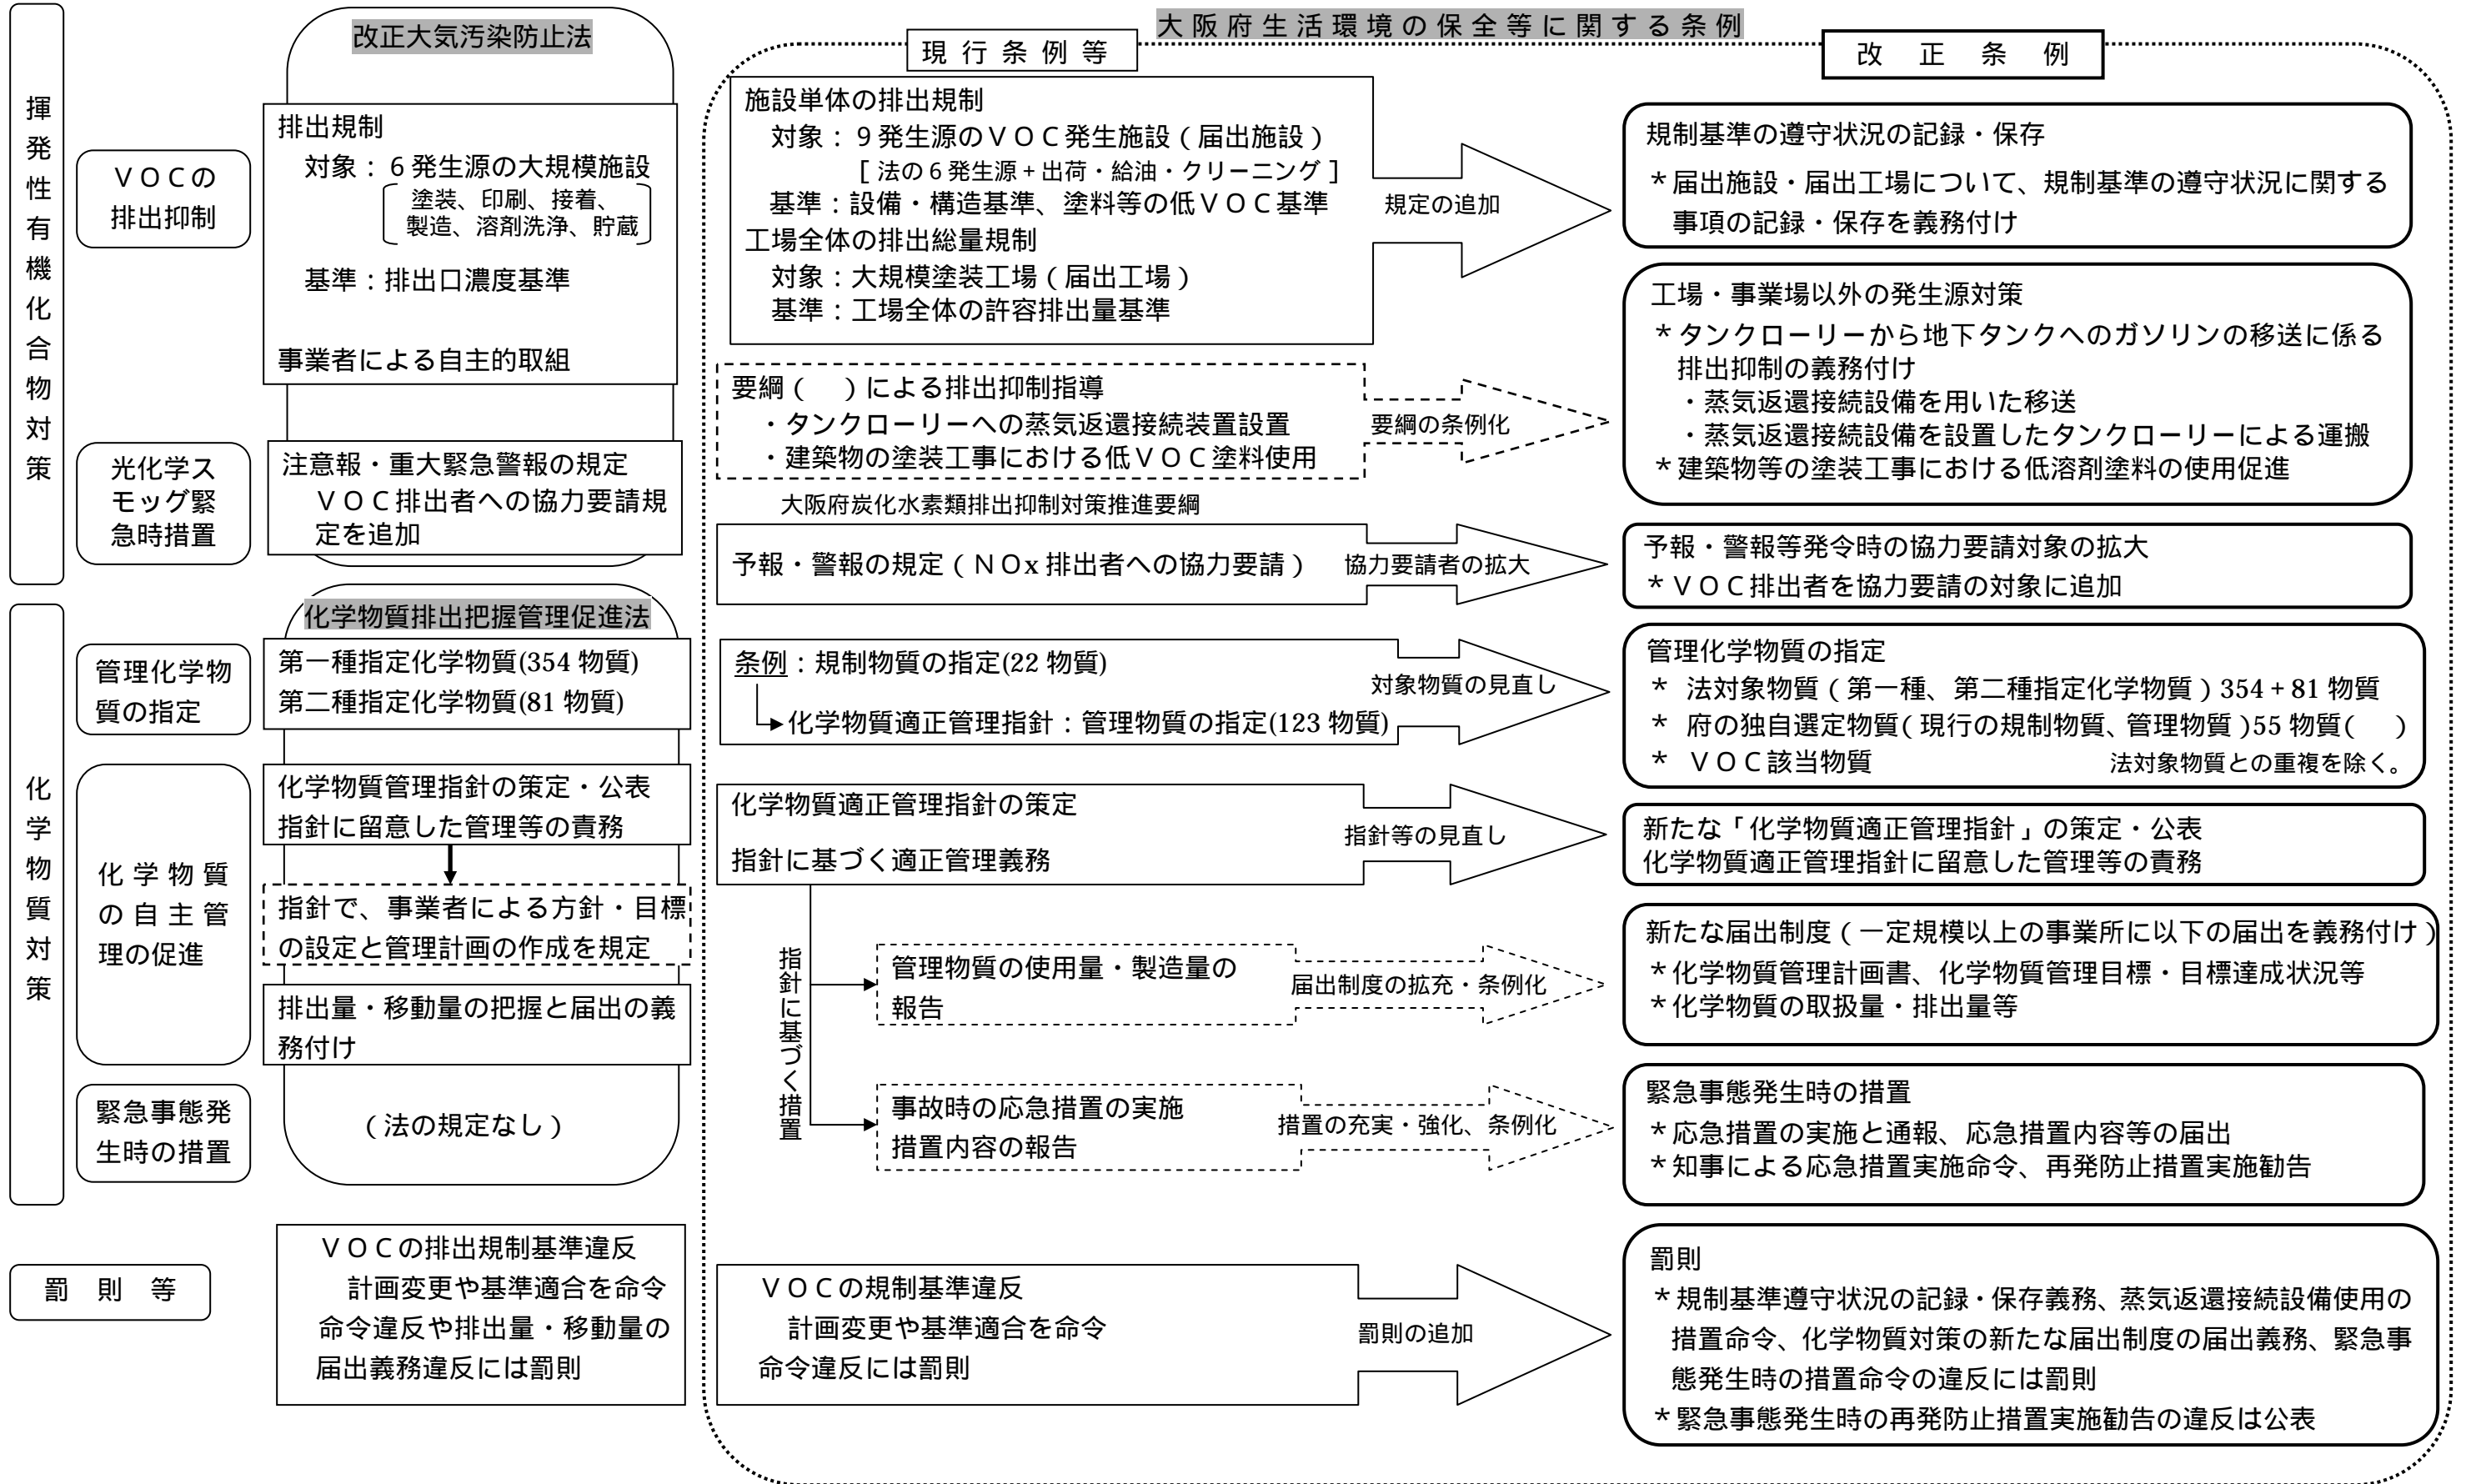 大阪府生活環境の保全等に関する条例
改正大気汚染防止法
現行条例等
改正条例
揮発性有機化合物対策
ＶＯＣの
排出抑制
排出規制
対象：６発生源の大規模施設
塗装、印刷、接着、
製造、溶剤洗浄、貯蔵
基準：排出口濃度基準
事業者による自主的取組
施設単体の排出規制
対象：９発生源のＶＯＣ発生施設（届出施設）
［法の６発生源＋出荷・給油・クリーニング］
基準：設備・構造基準、塗料等の低ＶＯＣ基準
工場全体の排出総量規制
対象：大規模塗装工場（届出工場）
基準：工場全体の許容排出量基準
規定の追加
規制基準の遵守状況の記録・保存
＊届出施設・届出工場について、規制基準の遵守状況に関する
事項の記録・保存を義務付け
要綱（　）による排出抑制指導
・タンクローリーへの蒸気返還接続装置設置
・建築物の塗装工事における低ＶＯＣ塗料使用
大阪府炭化水素類排出抑制対策推進要綱
要綱の条例化
工場・事業場以外の発生源対策
＊タンクローリーから地下タンクへのガソリンの移送に係る
排出抑制の義務付け
・蒸気返還接続設備を用いた移送
・蒸気返還接続設備を設置したタンクローリーによる運搬
＊建築物等の塗装工事における低溶剤塗料の使用促進
光化学ス
モッグ緊
急時措置
注意報・重大緊急警報の規定
ＶＯＣ排出者への協力要請規
定を追加
予報・警報の規定（ＮＯx 排出者への協力要請）
協力要請者の拡大
予報・警報等発令時の協力要請対象の拡大
＊ＶＯＣ排出者を協力要請の対象に追加
化学物質対策
化学物質排出把握管理促進法
管理化学物
質の指定
第一種指定化学物質(354 物質)
第二種指定化学物質(81 物質)
条例：規制物質の指定(22 物質)
化学物質適正管理指針：管理物質の指定(123 物質)
対象物質の見直し
管理化学物質の指定
＊ 法対象物質（第一種、第二種指定化学物質）354＋81 物質
＊ 府の独自選定物質（現行の規制物質、管理物質）55 物質（　）
＊ ＶＯＣ該当物質
法対象物質との重複を除く。
化学物質
の自主管
理の促進
化学物質管理指針の策定・公表
指針に留意した管理等の責務
指針で、事業者による方針・目標
の設定と管理計画の作成を規定
排出量・移動量の把握と届出の義
務付け
化学物質適正管理指針の策定
指針に基づく適正管理義務
指針等の見直し
新たな「化学物質適正管理指針」の策定・公表
化学物質適正管理指針に留意した管理等の責務
指針に基づく措置
管理物質の使用量・製造量の
報告
届出制度の拡充・条例化
新たな届出制度（一定規模以上の事業所に以下の届出を義務付け）
＊化学物質管理計画書、化学物質管理目標・目標達成状況等
＊化学物質の取扱量・排出量等
緊急事態発
生時の措置
（法の規定なし）
事故時の応急措置の実施
措置内容の報告
措置の充実・強化、条例化
緊急事態発生時の措置
＊応急措置の実施と通報、応急措置内容等の届出
＊知事による応急措置実施命令、再発防止措置実施勧告
罰則等
ＶＯＣの排出規制基準違反
計画変更や基準適合を命令
命令違反や排出量・移動量の
届出義務違反には罰則
ＶＯＣの規制基準違反
計画変更や基準適合を命令
命令違反には罰則
罰則の追加
罰則
＊規制基準遵守状況の記録・保存義務、蒸気返還接続設備使用の
措置命令、化学物質対策の新たな届出制度の届出義務、緊急事
態発生時の措置命令の違反には罰則
＊緊急事態発生時の再発防止措置実施勧告の違反は公表